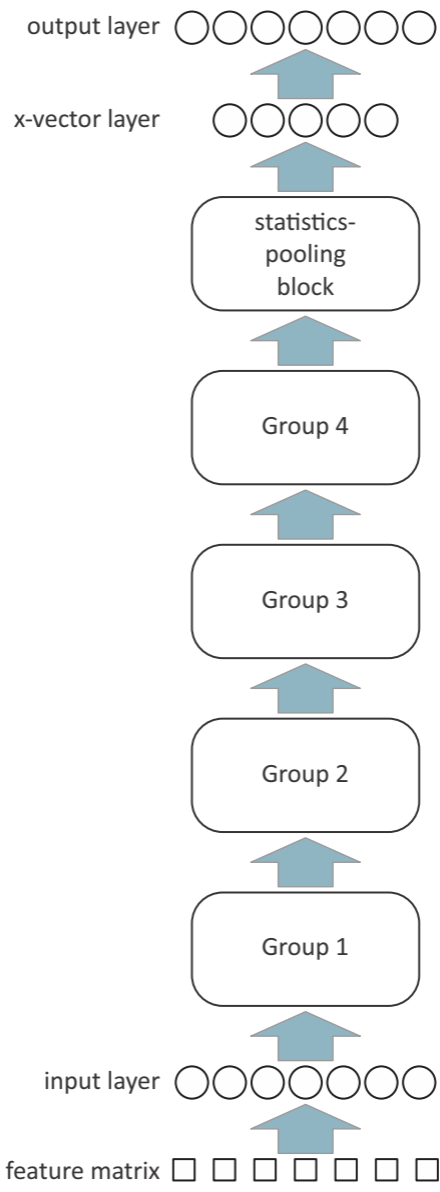 output layer
x-vector layer
statistics-
pooling
block
Group 4
Group 3
Group 2
Group 1
input layer
feature matrix